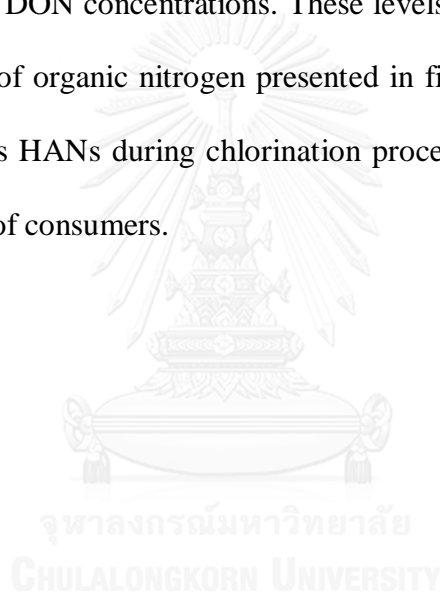 DON concentrations. These levels
of organic nitrogen presented in fi
s HANs during chlorination proce
of consumers.
จุฬาลงกรณ์มหาวิทยาลัย
CHULALONGKORN UNIVERSITY